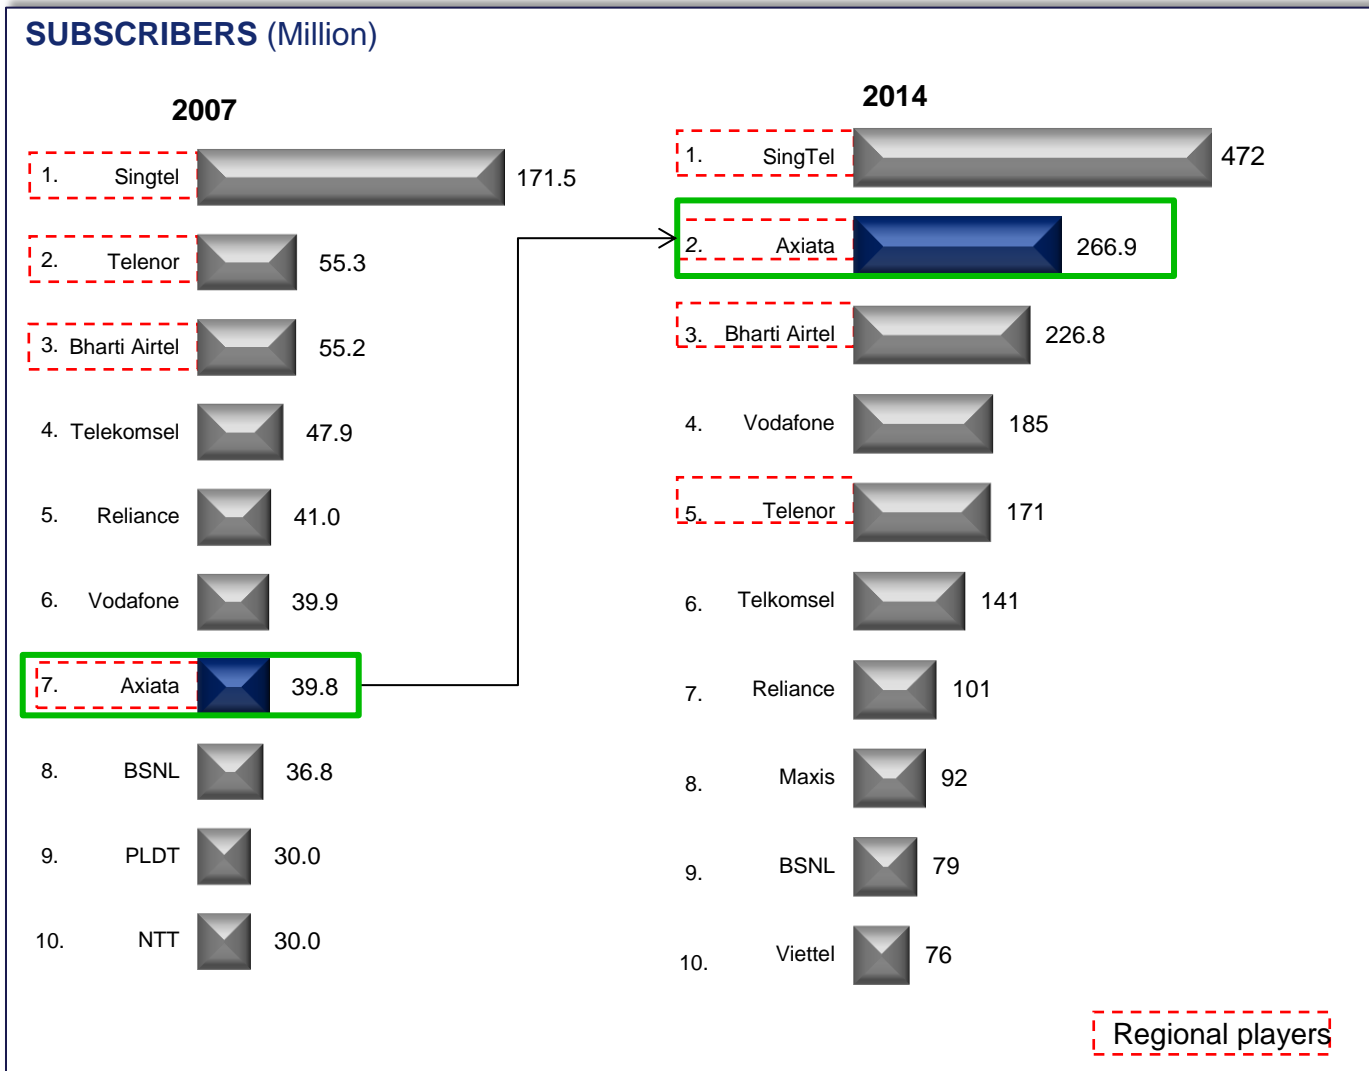 SUBSCRIBERS (Million)
2007
1. Singtel 171.5
2. Telenor 55.3
3. Bharti Airtel 55.2
4. Telekomsel 47.9
5. Reliance 41.0
6. Vodafone 39.9
7. Axiata 39.8
8. BSNL 36.8
9. PLDT 30.0
10. NTT 30.0
2014
1. SingTel 472
2. Axiata 266.9
3. Bharti Airtel 226.8
4. Vodafone 185
5. Telenor 171
6. Telkomsel 141
7. Reliance 101
8. Maxis 92
9. BSNL 79
10. Viettel 76
Regional players